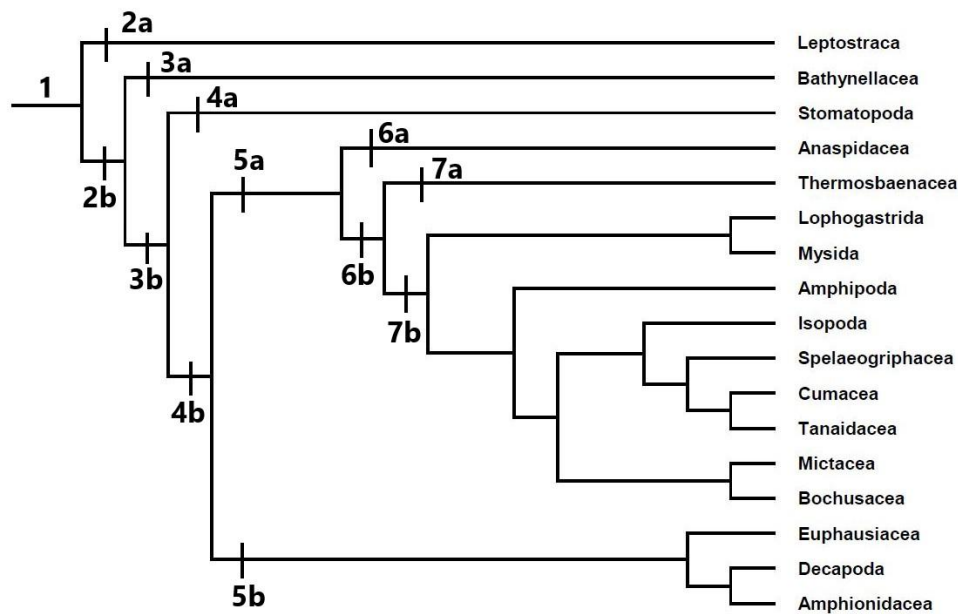 2a
Leptostraca
1
3a
Bathynellacea
4a
Stomatopoda
6a
Anaspidacea
5a
7a
Thermosbaenacea
2b
Lophogastrida
6b
Mysida
3b
Amphipoda
7b
Isopoda
Spelaeogriphacea
4b
Cumacea
Tanaidacea
Mictacea
Bochusacea
Euphausiacea
5b
Decapoda
Amphionidacea